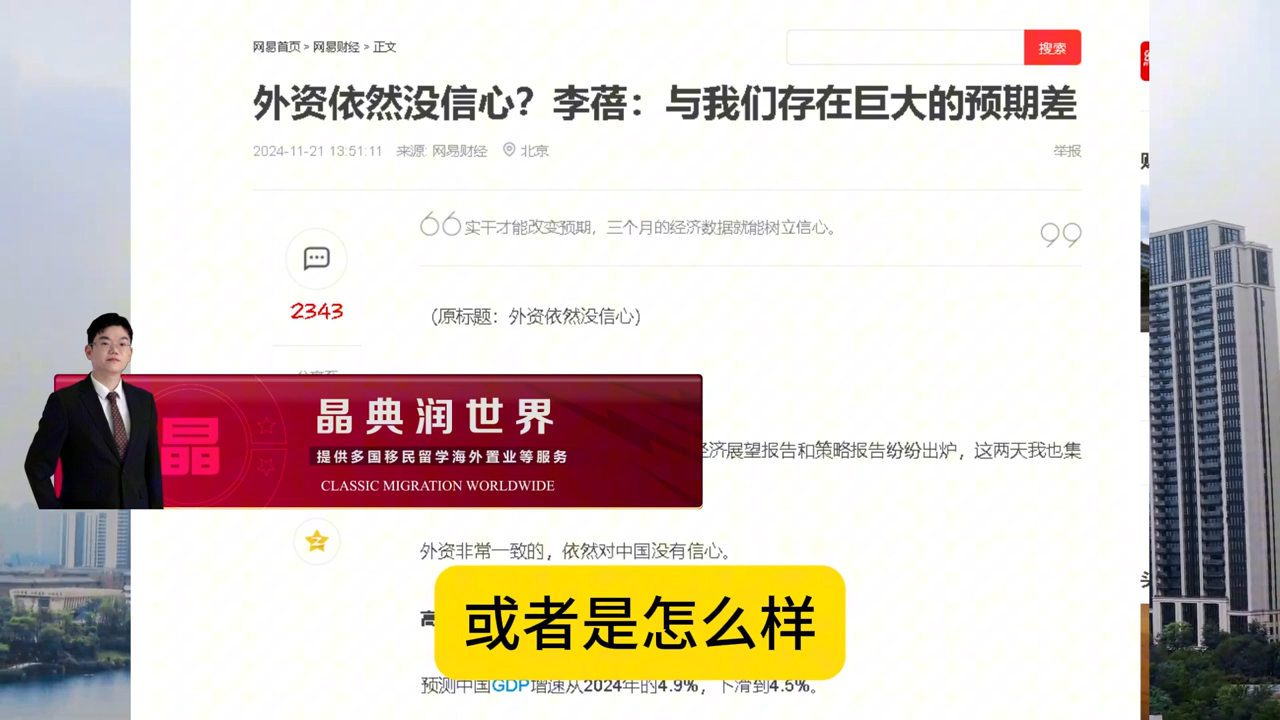 网易首页 > 网易财经 > 正文
搜索
外资依然没信心？李蓓：与我们存在巨大的预期差
2024-11-21 13:51:11 来源: 网易财经 北京
举报
实干才能改变预期，三个月的经济数据就能树立信心。
2343
（原标题：外资依然没信心）
晶
晶典润世界
提供多国移民留学海外置业等服务
CLASSIC MIGRATION WORLDWIDE
经济展望报告和策略报告纷纷出炉，这两天我也集
外资非常一致的，依然对中国没有信心。
或者是怎么样
预测中国GDP增速从2024年的4.9%，下滑到4.5%。